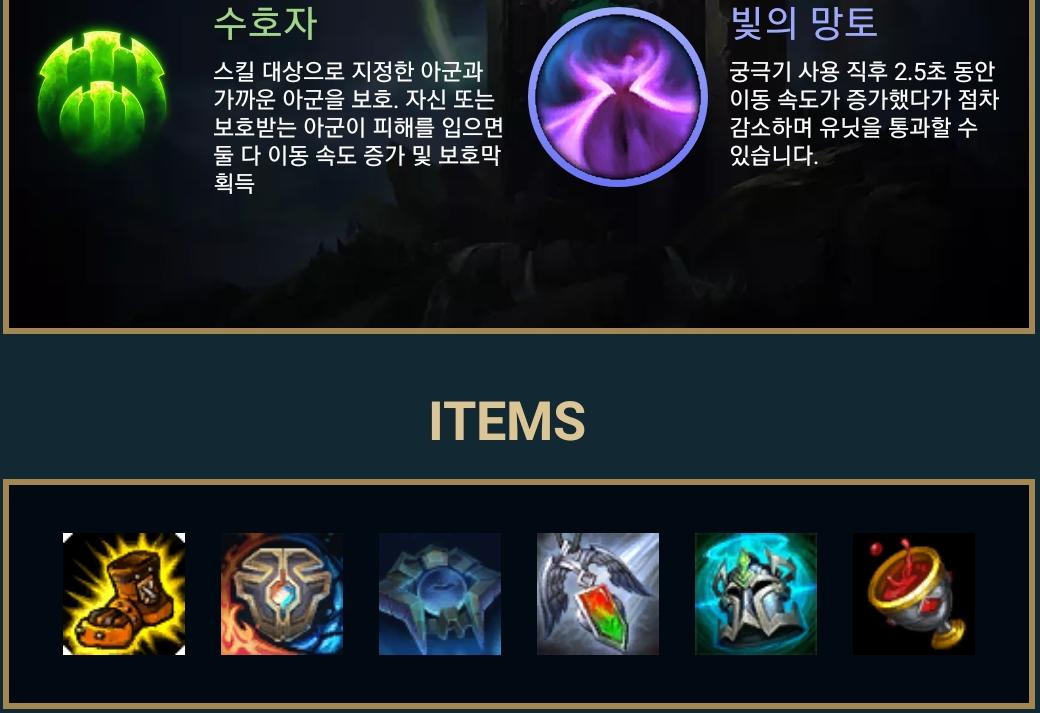 수호자
스킬 대상으로 지정한 아군과
가까운 아군을 보호. 자신 또는
보호받는 아군이 피해를 입으면
둘 다 이동 속도 증가 및 보호막
획득
빛의 망토
궁극기 사용 직후 2.5초 동안
이동 속도가 증가했다가 점차
감소하며 유닛을 통과할 수
있습니다.
ITEMS